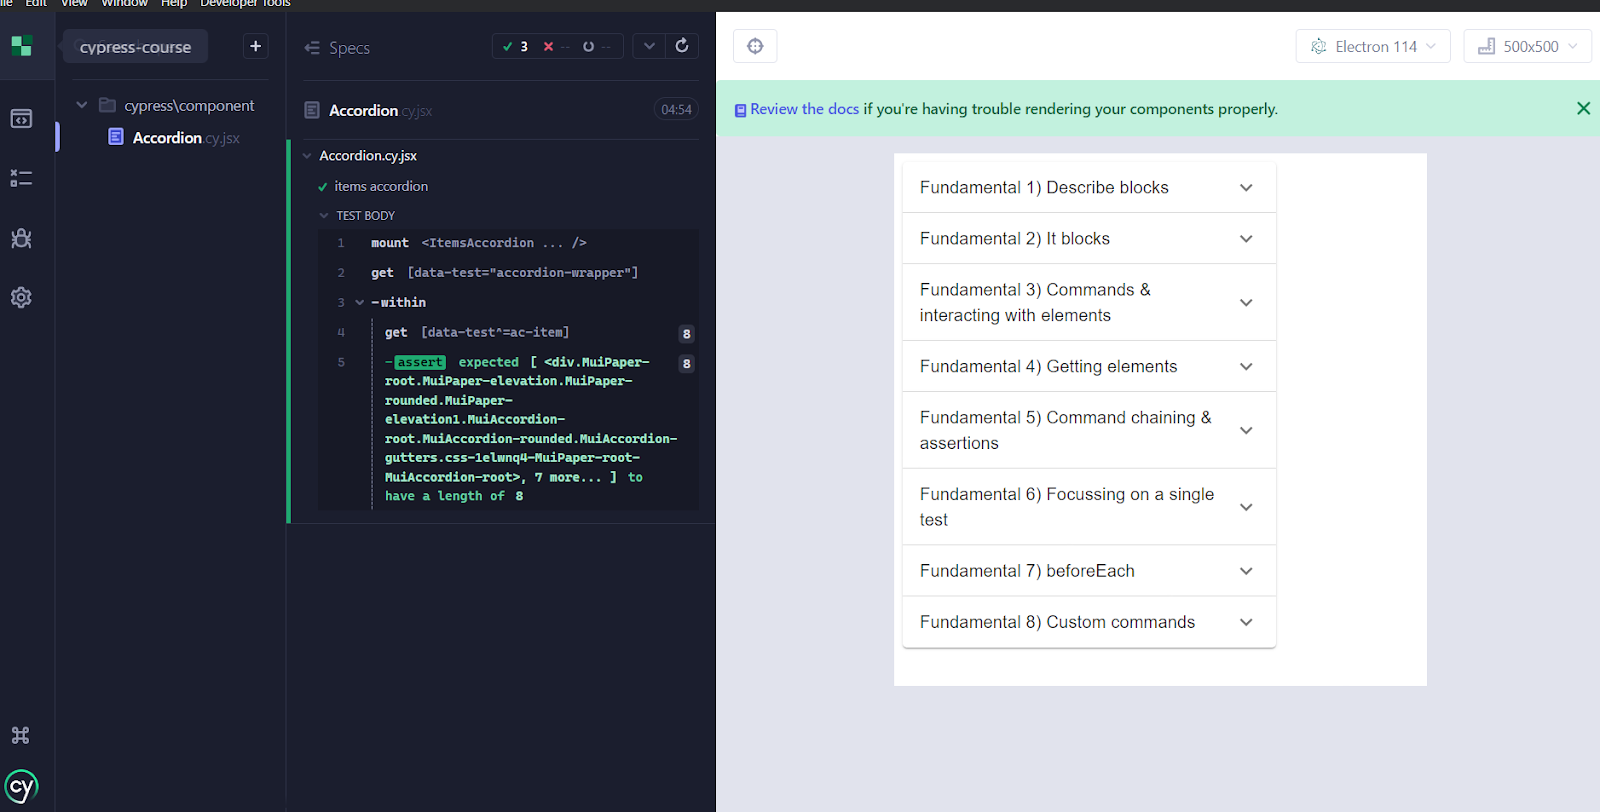 ile Edit View Window Help Developer Tools
cypress-course
+
cypress\component
Accordion.cy.jsx
Specs
3 -- --
Accordion.cy.jsx 04:54
Accordion.cy.jsx
items accordion
TEST BODY
1 mount <ItemsAccordion ... />
2 get [data-test="accordion-wrapper"]
3 -within
4 get [data-test^=ac-item] 8
5 -assert expected [ <div.MuiPaper- 8
root.MuiPaper-elevation.MuiPaper-
rounded.MuiPaper-
elevation1.MuiAccordion-
root.MuiAccordion-rounded.MuiAccordion-
gutters.css-1elwnq4-MuiPaper-root-
MuiAccordion-root>, 7 more... ] to
have a length of 8
cy
Electron 114
500x500
Review the docs if you're having trouble rendering your components properly.
Fundamental 1) Describe blocks
Fundamental 2) It blocks
Fundamental 3) Commands &
interacting with elements
Fundamental 4) Getting elements
Fundamental 5) Command chaining &
assertions
Fundamental 6) Focussing on a single
test
Fundamental 7) beforeEach
Fundamental 8) Custom commands